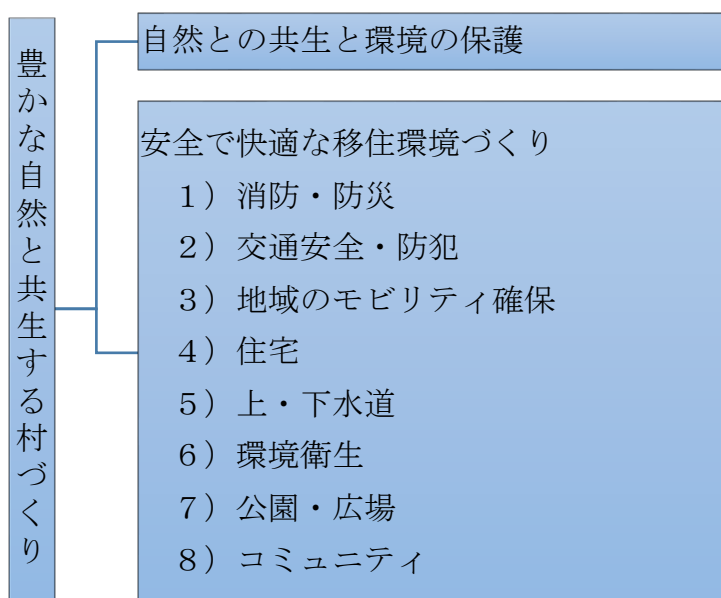 豊かな自然と共生する村づくり
自然との共生と環境の保護
安全で快適な移住環境づくり
１）消防・防災
２）交通安全・防犯
３）地域のモビリティ確保
４）住宅
５）上・下水道
６）環境衛生
７）公園・広場
８）コミュニティ